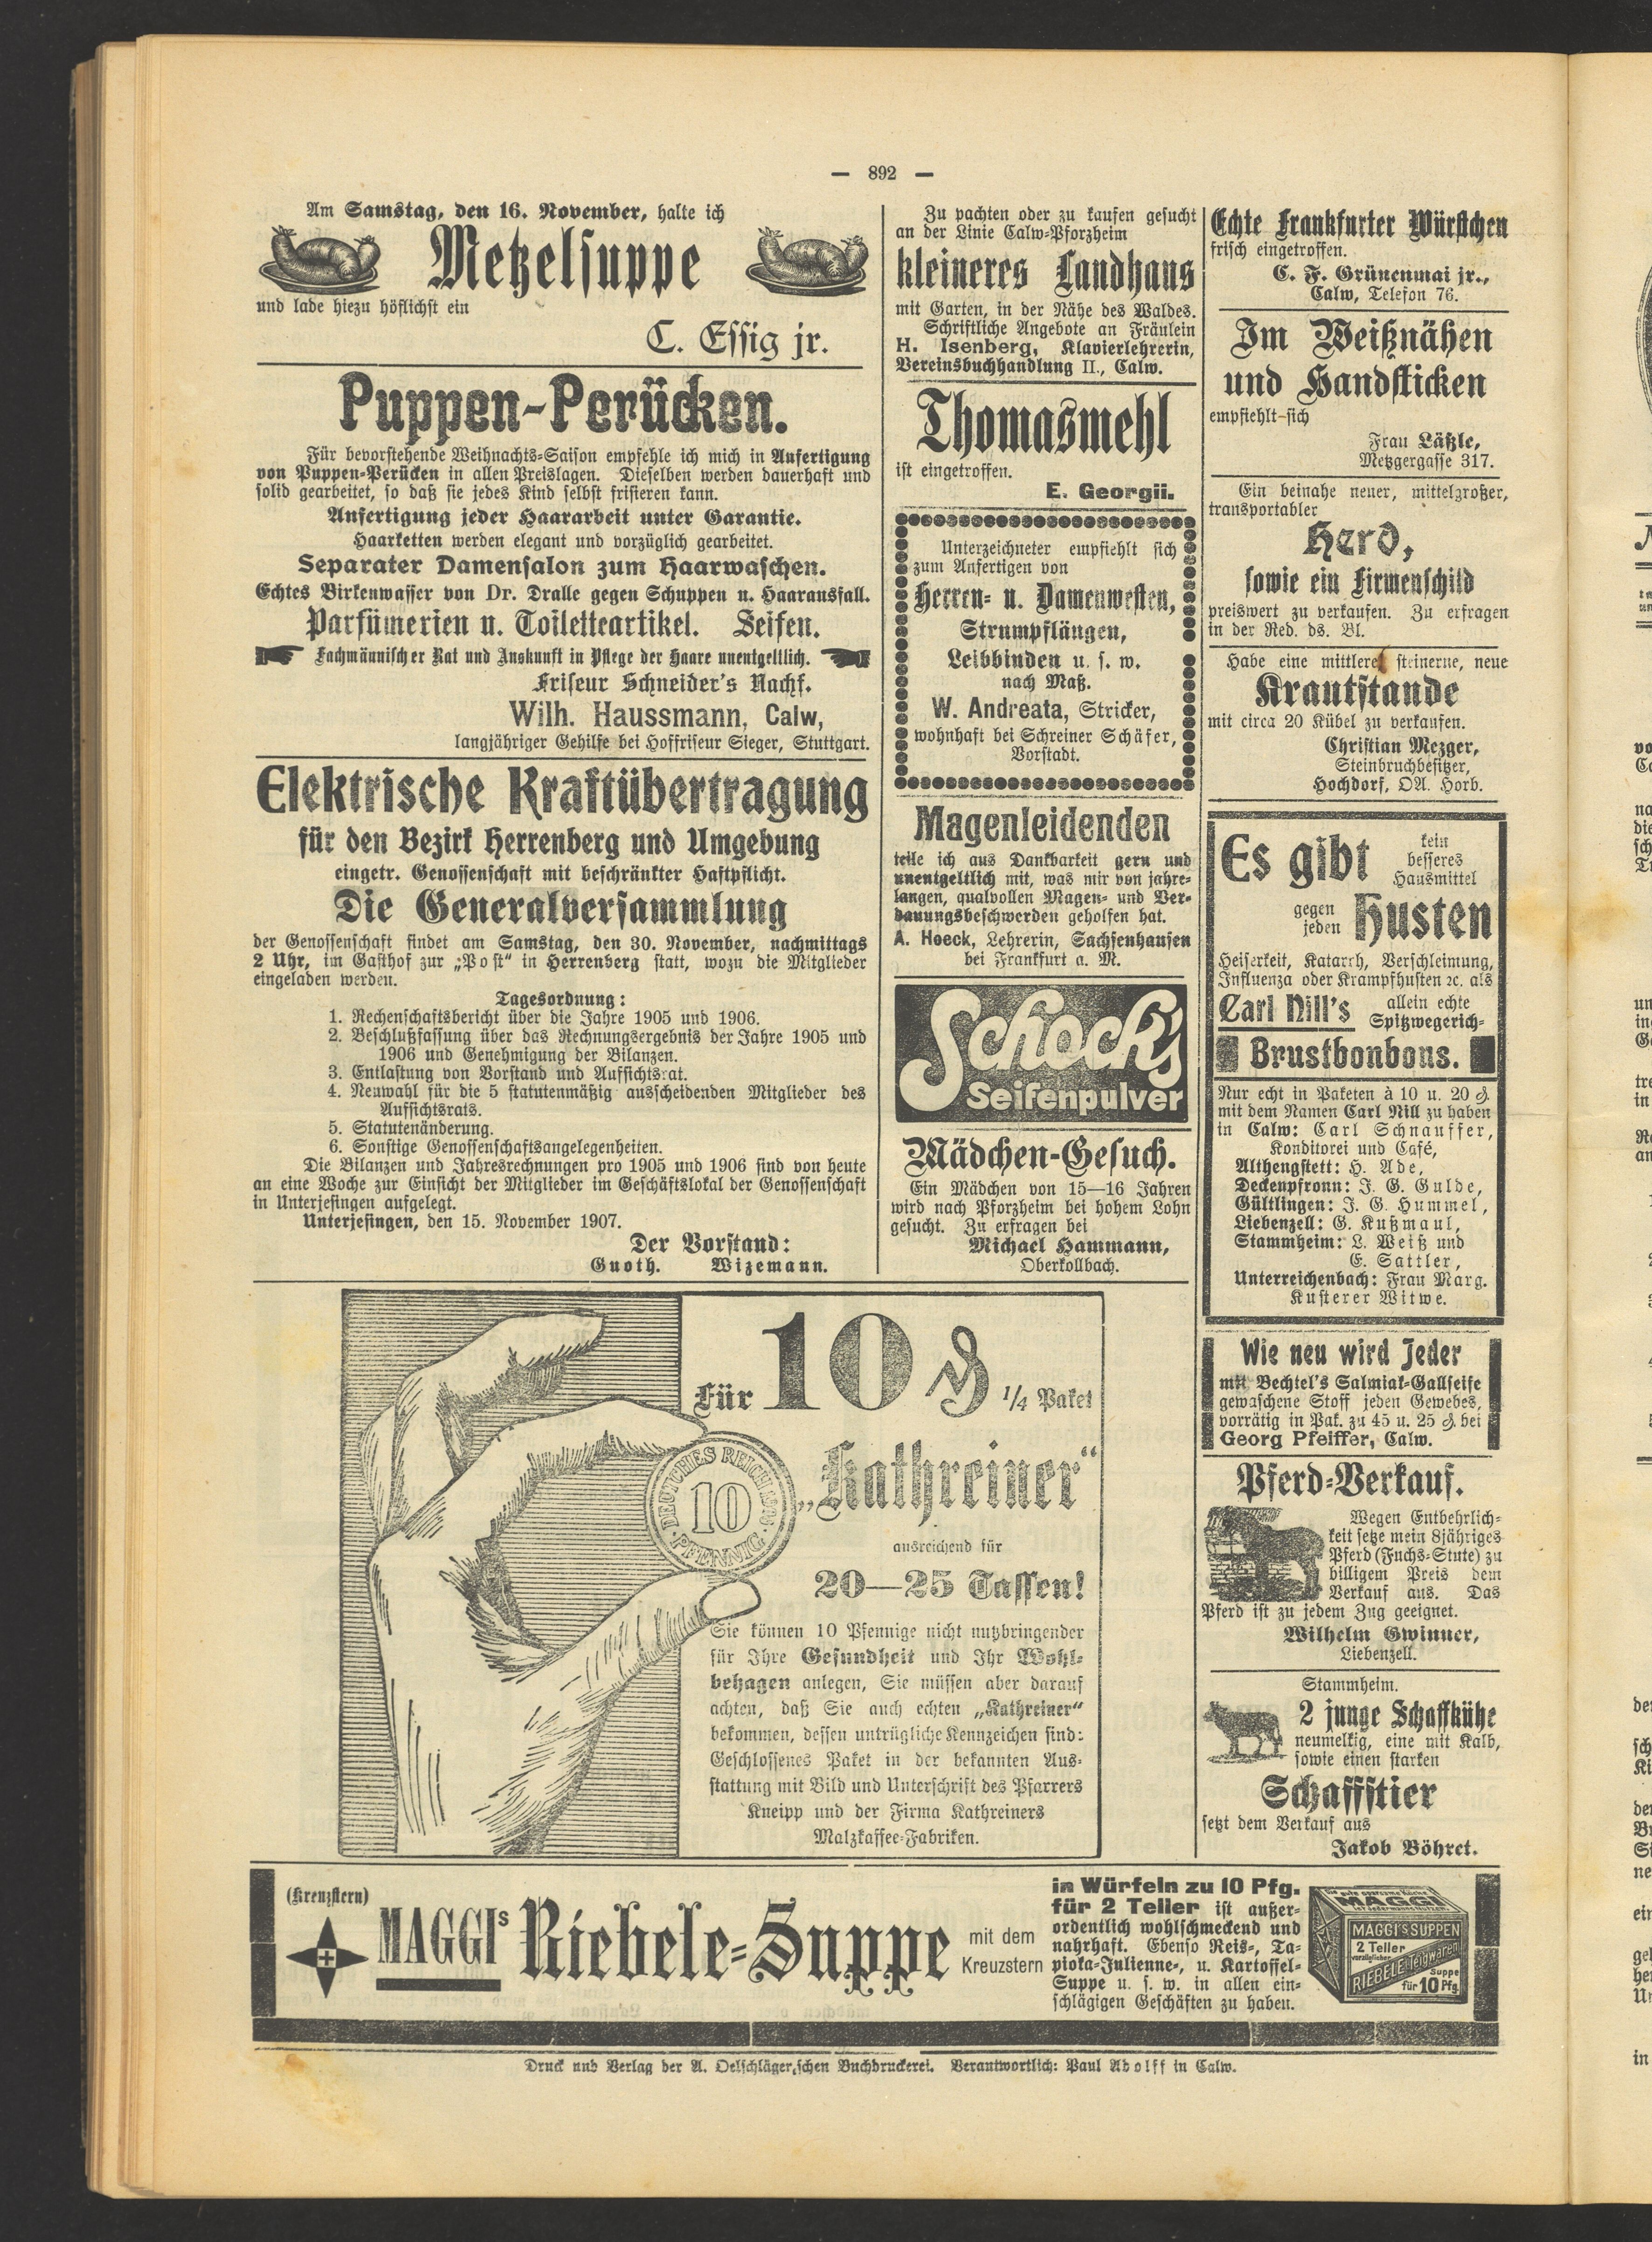 — 892 —
Am Samstag, den 16. November, halte ich
Metzelsuppe
und lade hiezu höflichst ein
C. Essig jr.
Puppen-Perücken.
Für bevorstehende Weihnachts-Saison empfehle ich mich in Anfertigung
von Puppen-Perücken in allen Preislagen. Dieselben werden dauerhaft und
solid gearbeitet, so daß sie jedes Kind selbst frisieren kann.
Anfertigung jeder Haararbeit unter Garantie.
Haarketten werden elegant und vorzüglich gearbeitet.
Separater Damensalon zum Haarwaschen.
Echtes Birkenwasser von Dr. Dralle gegen Schuppen u. Haarausfall.
Parfümerien u. Toiletteartikel. Seifen.
Fachmännischer Rat und Auskunft in Pflege der Haare unentgeltlich.
Friseur Schneider's Nachf.
Wilh. Haussmann, Calw,
langjähriger Gehilfe bei Hoffriseur Sieger, Stuttgart.
Elektrische Kraftübertragung
für den Bezirk Herrenberg und Umgebung
eingetr. Genossenschaft mit beschränkter Haftpflicht.
Die Generalversammlung
der Genossenschaft findet am Samstag, den 30. November, nachmittags
2 Uhr, im Gasthof zur „Post“ in Herrenberg statt, wozu die Mitglieder
eingeladen werden.
Tagesordnung:
1. Rechenschaftsbericht über die Jahre 1905 und 1906.
2. Beschlußfassung über das Rechnungsergebnis der Jahre 1905 und
1906 und Genehmigung der Bilanzen.
3. Entlastung von Vorstand und Aufsichtsrat.
4. Neuwahl für die 5 statutenmäßig ausscheidenden Mitglieder des
Aufsichtsrats.
5. Statutenänderung.
6. Sonstige Genossenschaftsangelegenheiten.
Die Bilanzen und Jahresrechnungen pro 1905 und 1906 sind von heute
an eine Woche zur Einsicht der Mitglieder im Geschäftslokal der Genossenschaft
in Unterjesingen aufgelegt.
Unterjesingen, den 15. November 1907.
Der Vorstand:
Guoth. Wizemann.
Zu pachten oder zu kaufen gesucht
an der Linie Calw-Pforzheim
kleineres Landhaus
mit Garten, in der Nähe des Waldes.
Schriftliche Angebote an Fräulein
H. Isenberg, Klavierlehrerin,
Vereinsbuchhandlung II., Calw.
Thomasmehl
ist eingetroffen.
E. Georgii.
Unterzeichneter empfiehlt sich
zum Anfertigen von
Herren- u. Damenwesten,
Strumpflängen,
Leibbinden u. s. w.
nach Maß.
W. Andreata, Stricker,
wohnhaft bei Schreiner Schäfer,
Vorstadt.
Magenleidenden
teile ich aus Dankbarkeit gern und
unentgeltlich mit, was mir von jahre-
langen, qualvollen Magen- und Ver-
dauungsbeschwerden geholfen hat.
A. Hoeck, Lehrerin, Sachsenhausen
bei Frankfurt a. M.
Schock's
Seifenpulver
Mädchen-Gesuch.
Ein Mädchen von 15—16 Jahren
wird nach Pforzheim bei hohem Lohn
gesucht. Zu erfragen bei
Michael Hammann,
Oberkollbach.
Echte Frankfurter Würstchen
frisch eingetroffen.
C. F. Grünenmai jr.,
Calw, Telefon 76.
Im Weißnähen
und Handsticken
empfiehlt sich
Frau Läßle,
Metzgergasse 317.
Ein beinahe neuer, mittelgroßer,
transportabler
Herd,
sowie ein Firmenschild
preiswert zu verkaufen. Zu erfragen
in der Red. ds. Bl.
Habe eine mittlere steinerne, neue
Krautstande
mit circa 20 Kübel zu verkaufen.
Christian Mezger,
Steinbruchbesitzer,
Hochdorf, OA. Horb.
Es gibt kein
besseres
Hausmittel
gegen
jeden Husten
Heiserkeit, Katarrh, Verschleimung,
Influenza oder Krampfhusten ꝛc. als
Carl Nill's allein echte
Spitzwegerich-
Brustbonbons.
Nur echt in Paketen à 10 u. 20 ₰
mit dem Namen Carl Nill zu haben
in Calw: Carl Schnauffer,
Konditorei und Café,
Althengstett: H. Ade,
Deckenpfronn: J. G. Gulde,
Gültlingen: J. G. Hummel,
Liebenzell: G. Kußmaul,
Stammheim: L. Weiß und
E. Sattler,
Unterreichenbach: Frau Marg.
Kusterer Witwe.
Wie neu wird Jeder
mit Bechtel's Salmiak-Gallseife
gewaschene Stoff jeden Gewebes,
vorrätig in Pak. zu 45 u. 25 ₰ bei
Georg Pfeiffer, Calw.
Pferd-Verkauf.
Wegen Entbehrlich-
keit setze mein 8jähriges
Pferd (Fuchs-Stute) zu
billigem Preis dem
Verkauf aus. Das
Pferd ist zu jedem Zug geeignet.
Wilhelm Gwinner,
Liebenzell.
Stammheim.
2 junge Schaffkühe
neumelkig, eine mit Kalb,
sowie einen starken
Schaffstier
setzt dem Verkauf aus
Jakob Böhret.
Für 10 ₰ 1/4 Paket
DEUTCHES REICH
10
PFENNIG
„Kathreiner“
ausreichend für
20—25 Tassen!
Sie können 10 Pfennige nicht nutzbringender
für Ihre Gesundheit und Ihr Wohl-
behagen anlegen, Sie müssen aber darauf
achten, daß Sie auch echten „Kathreiner“
bekommen, dessen untrügliche Kennzeichen sind:
Geschlossenes Paket in der bekannten Aus-
stattung mit Bild und Unterschrift des Pfarrers
Kneipp und der Firma Kathreiners
Malzkaffee-Fabriken.
(Kreuzstern)
MAGGIs Riebele-Suppe
mit dem
Kreuzstern
in Würfeln zu 10 Pfg.
für 2 Teller ist außer-
ordentlich wohlschmeckend und
nahrhaft. Ebenso Reis-, Ta-
pioka-Julienne-, u. Kartoffel-
Suppe u. s. w. in allen ein-
schlägigen Geschäften zu haben.
MAGGI
MAGGI'S SUPPEN
2 Teller
RIEBELE
Suppe
für 10 Pfg.
Druck und Verlag der A. Oelschläger'schen Buchdruckerei. Verantwortlich: Paul Adolff in Calw.